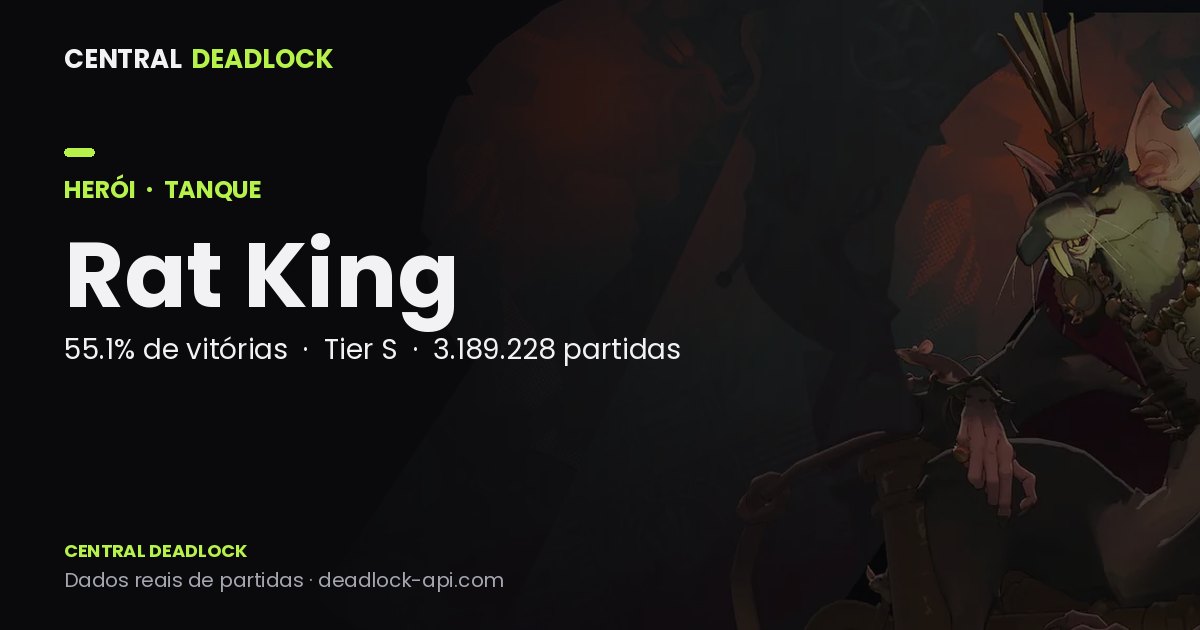 CENTRAL DEADLOCK
HERÓI · TANQUE
Rat King
55.1% de vitórias · Tier S · 3.189.228 partidas
CENTRAL DEADLOCK
Dados reais de partidas · deadlock-api.com